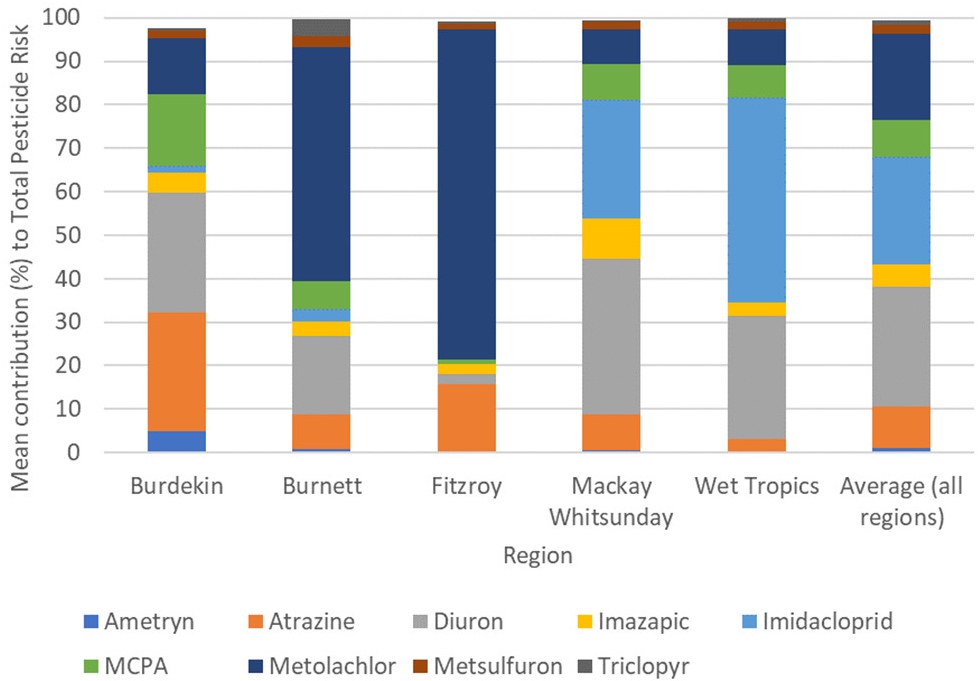 Mean contribution (%) to Total Pesticide Risk
100
90
80
70
60
50
40
30
20
10
0
Burdekin
Burnett
Fitzroy
Mackay
Whitsunday
Wet Tropics
Average (all
regions)
Region
Ametryn
Atrazine
Diuron
Imazapic
Imidacloprid
MCPA
Metolachlor
Metsulfuron
Triclopyr